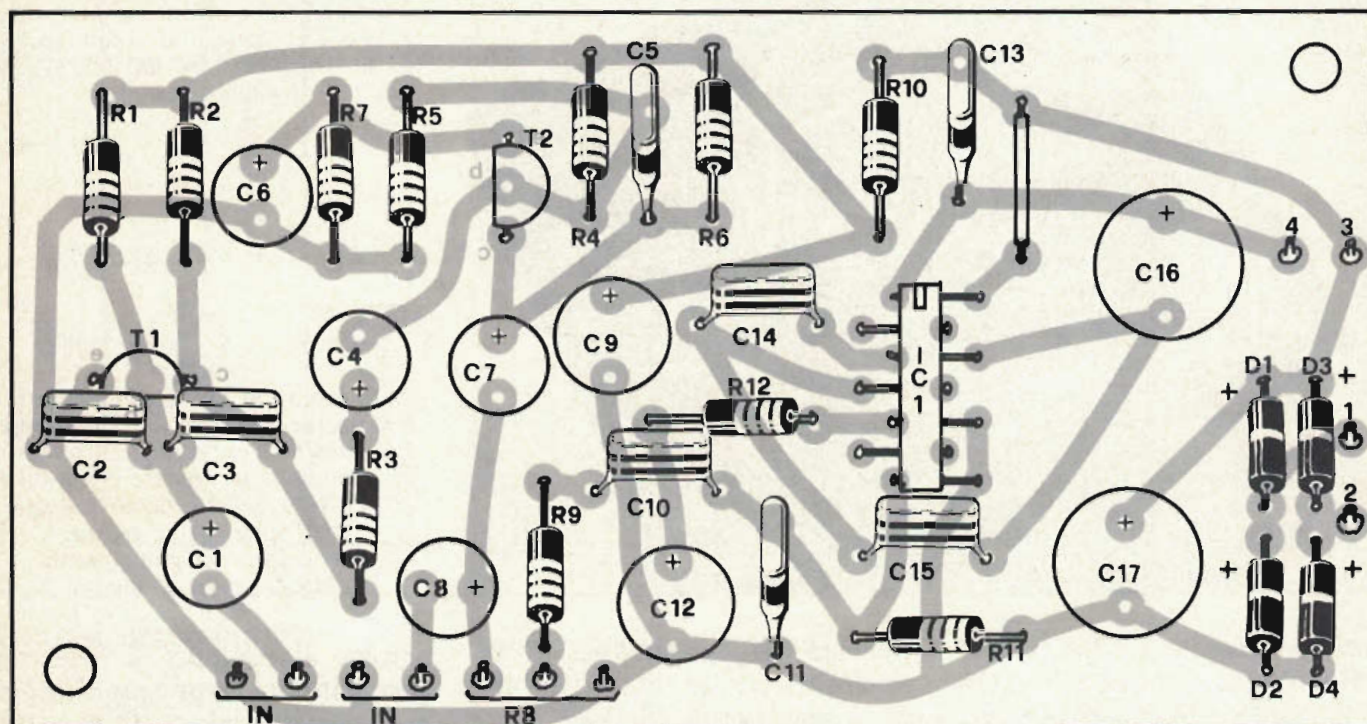 C5
C13
R1
R2
R7
R5
T2
R10
+
C6
b
c
R4
R6
+
C16
4
3
+
C9
C14
T1
e
c
C4
+
+
C7
IC1
D1
D3
+
+
1
R12
C2
C3
R3
C10
2
+
C1
R9
C8
+
+
C12
C15
+
C17
+
+
C11
R11
D2
D4
IN
IN
R8